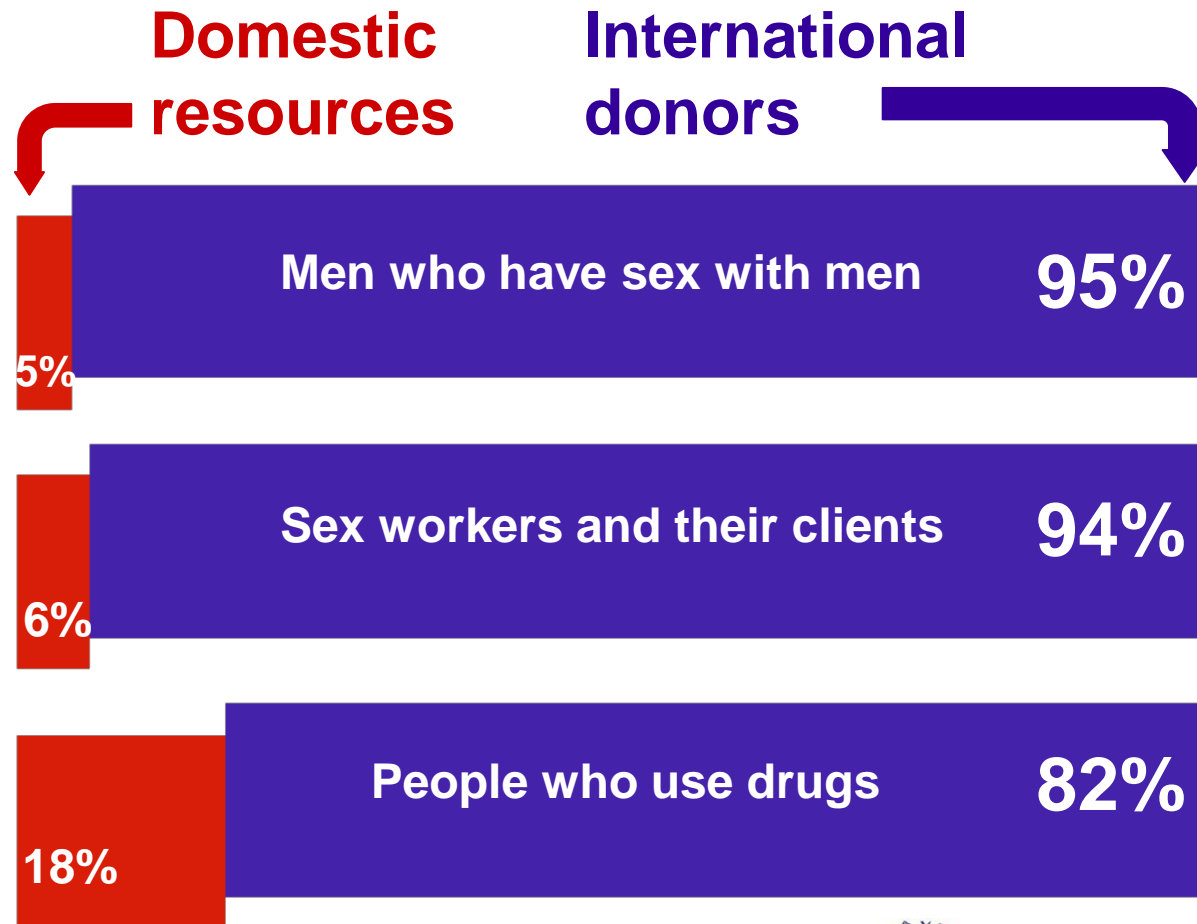 Domestic
resources
International
donors
Men who have sex with men
95%
5%
Sex workers and their clients
94%
6%
People who use drugs
82%
18%